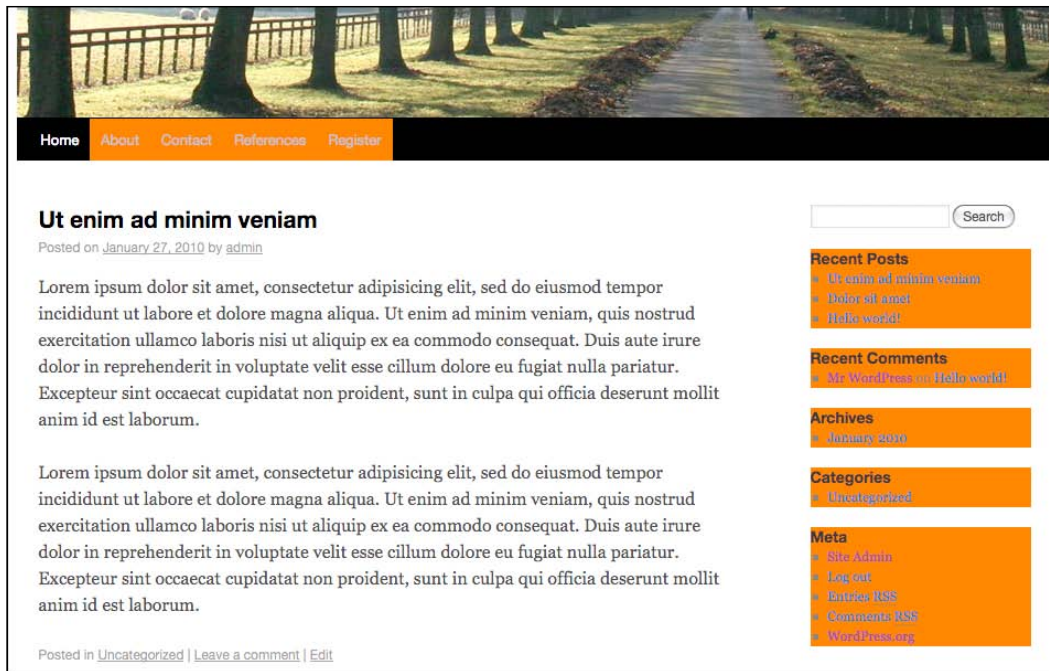 Home About Contact References Register
Ut enim ad minim veniam
Posted on January 27, 2010 by admin
Lorem ipsum dolor sit amet, consectetur adipisicing elit, sed do eiusmod tempor
incididunt ut labore et dolore magna aliqua. Ut enim ad minim veniam, quis nostrud
exercitation ullamco laboris nisi ut aliquip ex ea commodo consequat. Duis aute irure
dolor in reprehenderit in voluptate velit esse cillum dolore eu fugiat nulla pariatur.
Excepteur sint occaecat cupidatat non proident, sunt in culpa qui officia deserunt mollit
anim id est laborum.
Lorem ipsum dolor sit amet, consectetur adipisicing elit, sed do eiusmod tempor
incididunt ut labore et dolore magna aliqua. Ut enim ad minim veniam, quis nostrud
exercitation ullamco laboris nisi ut aliquip ex ea commodo consequat. Duis aute irure
dolor in reprehenderit in voluptate velit esse cillum dolore eu fugiat nulla pariatur.
Excepteur sint occaecat cupidatat non proident, sunt in culpa qui officia deserunt mollit
anim id est laborum.
Posted in Uncategorized | Leave a comment | Edit
Search
Recent Posts
Ut enim ad minim veniam
Dolor sit amet
Hello world!
Recent Comments
Mr WordPress on Hello world!
Archives
January 2010
Categories
Uncategorized
Meta
Site Admin
Log out
Entries RSS
Comments RSS
WordPress.org